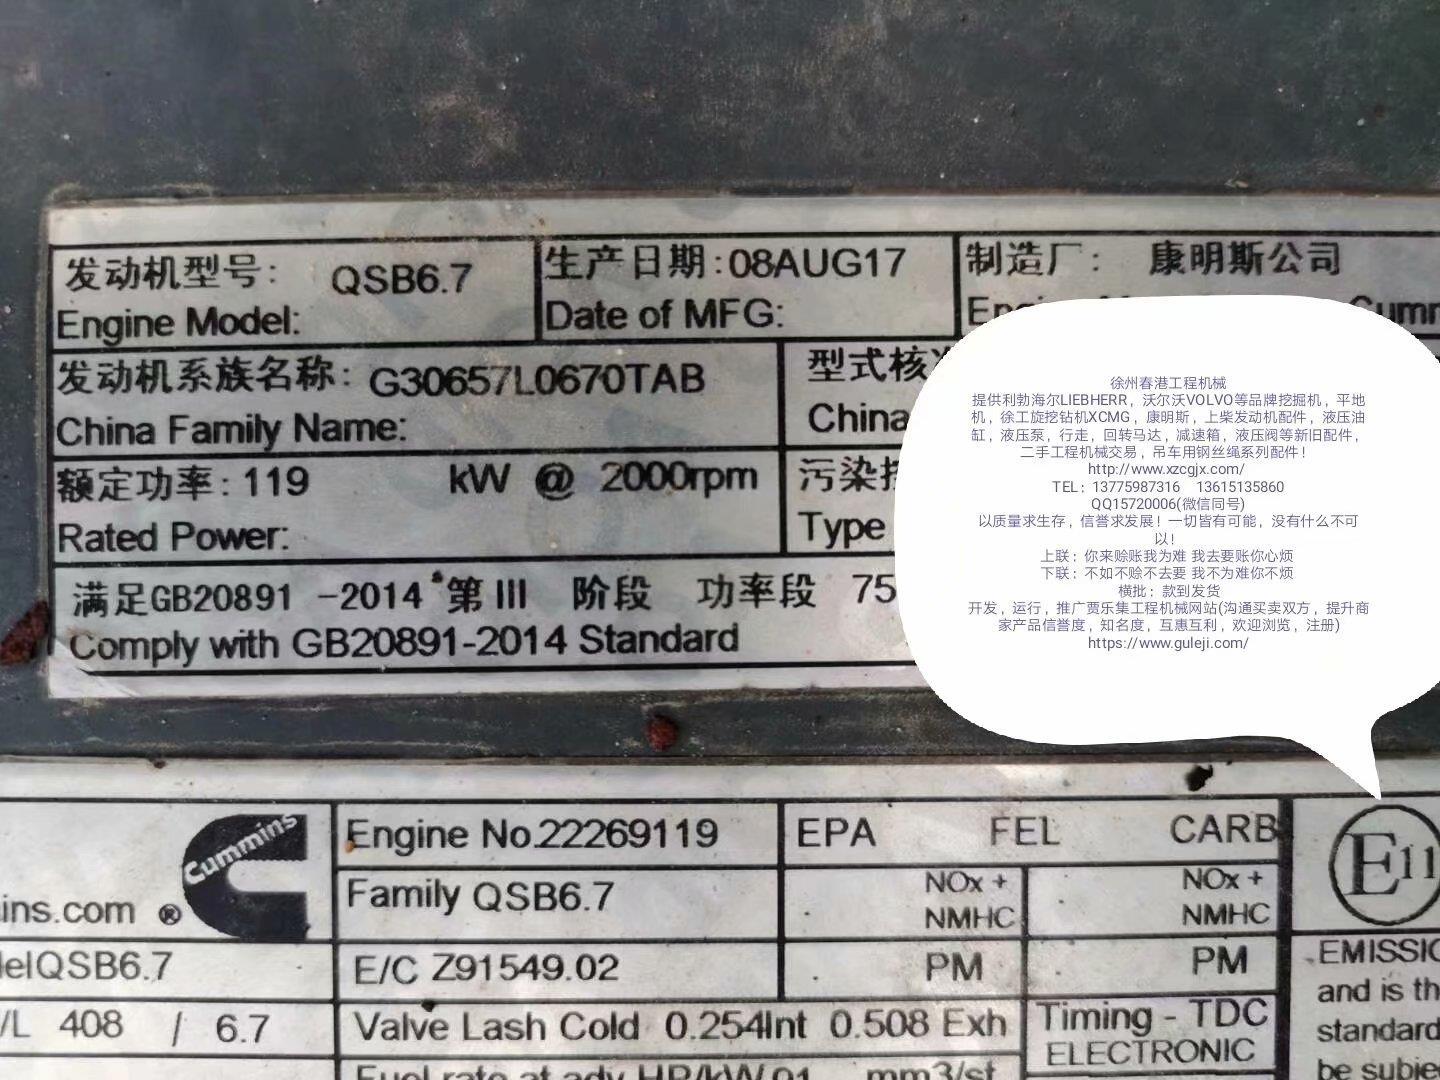 发动机型号: QSB6.7 生产日期:08AUG17 制造厂: 康明斯公司
Engine Model: Date of MFG:
发动机系族名称: G30657L0670TAB 型式核
China Family Name: China
额定功率: 119 kW @ 2000rpm 污染
Rated Power: Type
满足GB20891 -2014 第III 阶段 功率段 75
Comply with GB20891-2014 Standard
徐州春港工程机械
提供利勃海尔LIEBHERR，沃尔沃VOLVO等品牌挖掘机，平地
机，徐工旋挖钻机XCMG，康明斯，上柴发动机配件，液压油
缸，液压泵，行走，回转马达，减速箱，液压阀等新旧配件，
二手工程机械交易，吊车用钢丝绳系列配件！
http://www.xzcgjx.com/
TEL：13775987316 13615135860
QQ15720006(微信同号)
以质量求生存，信誉求发展！一切皆有可能，没有什么不可
以！
上联：你来赊账我为难 我去要账你心烦
下联：不如不赊不去要 我不为难你不烦
横批：款到发货
开发，运行，推广贾乐集工程机械网站(沟通买卖双方，提升商
家产品信誉度，知名度，互惠互利，欢迎浏览，注册)
https://www.guleji.com/
Cummins
ins.com ®
Engine No.22269119 EPA FEL CARB
E11
Family QSB6.7 NOx + NMHC NOx + NMHC
elQSB6.7 E/C Z91549.02 PM PM
EMISSIO
and is th
/L 408 / 6.7 Valve Lash Cold 0.254Int 0.508 Exh Timing - TDC
ELECTRONIC
standard
be subje
Fuel rate at adv HP/kW 91 mm3/st